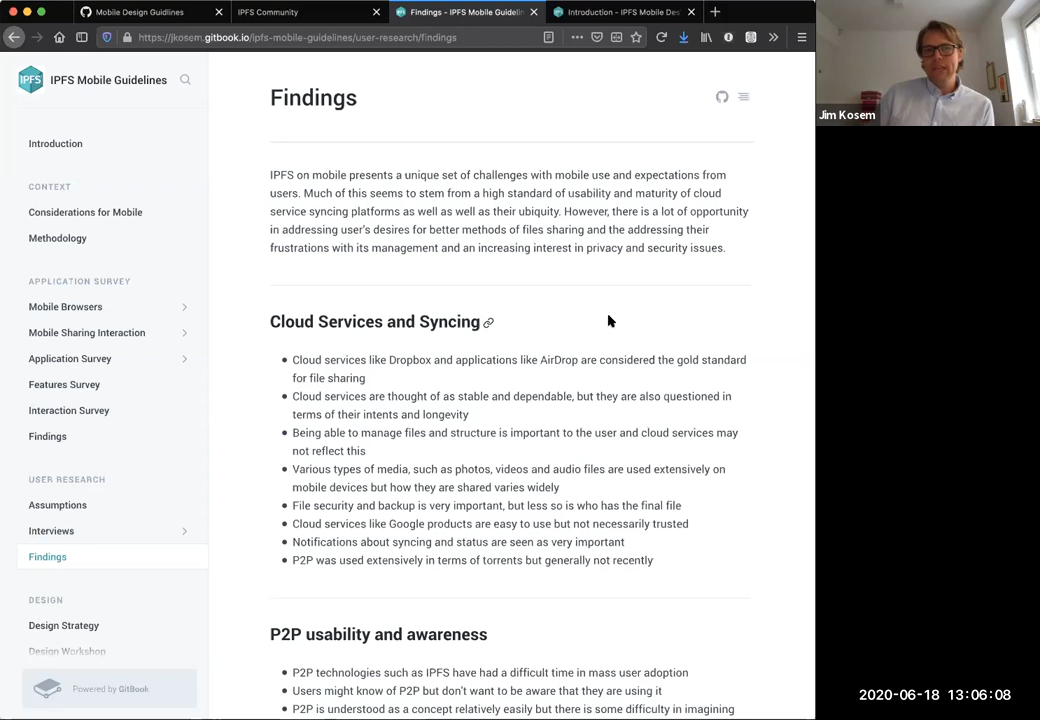 Mobile Design Guidlines
IPFS Community
Findings - IPFS Mobile Guidelin
Introduction - IPFS Mobile Des
https://jkosem.gitbook.io/ipfs-mobile-guidelines/user-research/findings
IPFS
IPFS Mobile Guidelines
Introduction
CONTEXT
Considerations for Mobile
Methodology
APPLICATION SURVEY
Mobile Browsers
Mobile Sharing Interaction
Application Survey
Features Survey
Interaction Survey
Findings
USER RESEARCH
Assumptions
Interviews
Findings
DESIGN
Design Strategy
Design Workshop
Powered by GitBook
Findings
IPFS on mobile presents a unique set of challenges with mobile use and expectations from
users. Much of this seems to stem from a high standard of usability and maturity of cloud
service syncing platforms as well as well as their ubiquity. However, there is a lot of opportunity
in addressing user's desires for better methods of files sharing and the addressing their
frustrations with its management and an increasing interest in privacy and security issues.
Cloud Services and Syncing
• Cloud services like Dropbox and applications like AirDrop are considered the gold standard
for file sharing
• Cloud services are thought of as stable and dependable, but they are also questioned in
terms of their intents and longevity
• Being able to manage files and structure is important to the user and cloud services may
not reflect this
• Various types of media, such as photos, videos and audio files are used extensively on
mobile devices but how they are shared varies widely
• File security and backup is very important, but less so is who has the final file
• Cloud services like Google products are easy to use but not necessarily trusted
• Notifications about syncing and status are seen as very important
• P2P was used extensively in terms of torrents but generally not recently
P2P usability and awareness
• P2P technologies such as IPFS have had a difficult time in mass user adoption
• Users might know of P2P but don't want to be aware that they are using it
• P2P is understood as a concept relatively easily but there is some difficulty in imagining
Jim Kosem
2020-06-18 13:06:08